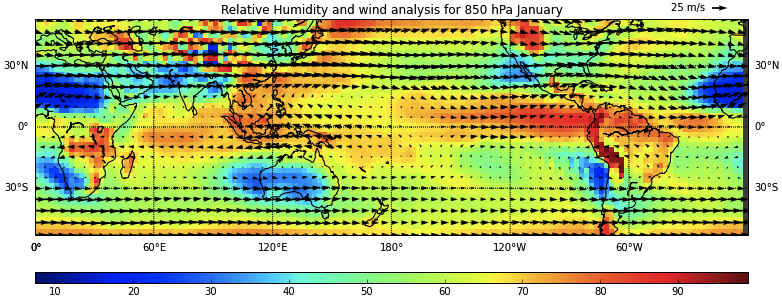 Relative Humidity and wind analysis for 850 hPa January
25 m/s
30°N 30°N
0° 0°
30°S 30°S
0° 60°E 120°E 180° 120°W 60°W
10 20 30 40 50 60 70 80 90